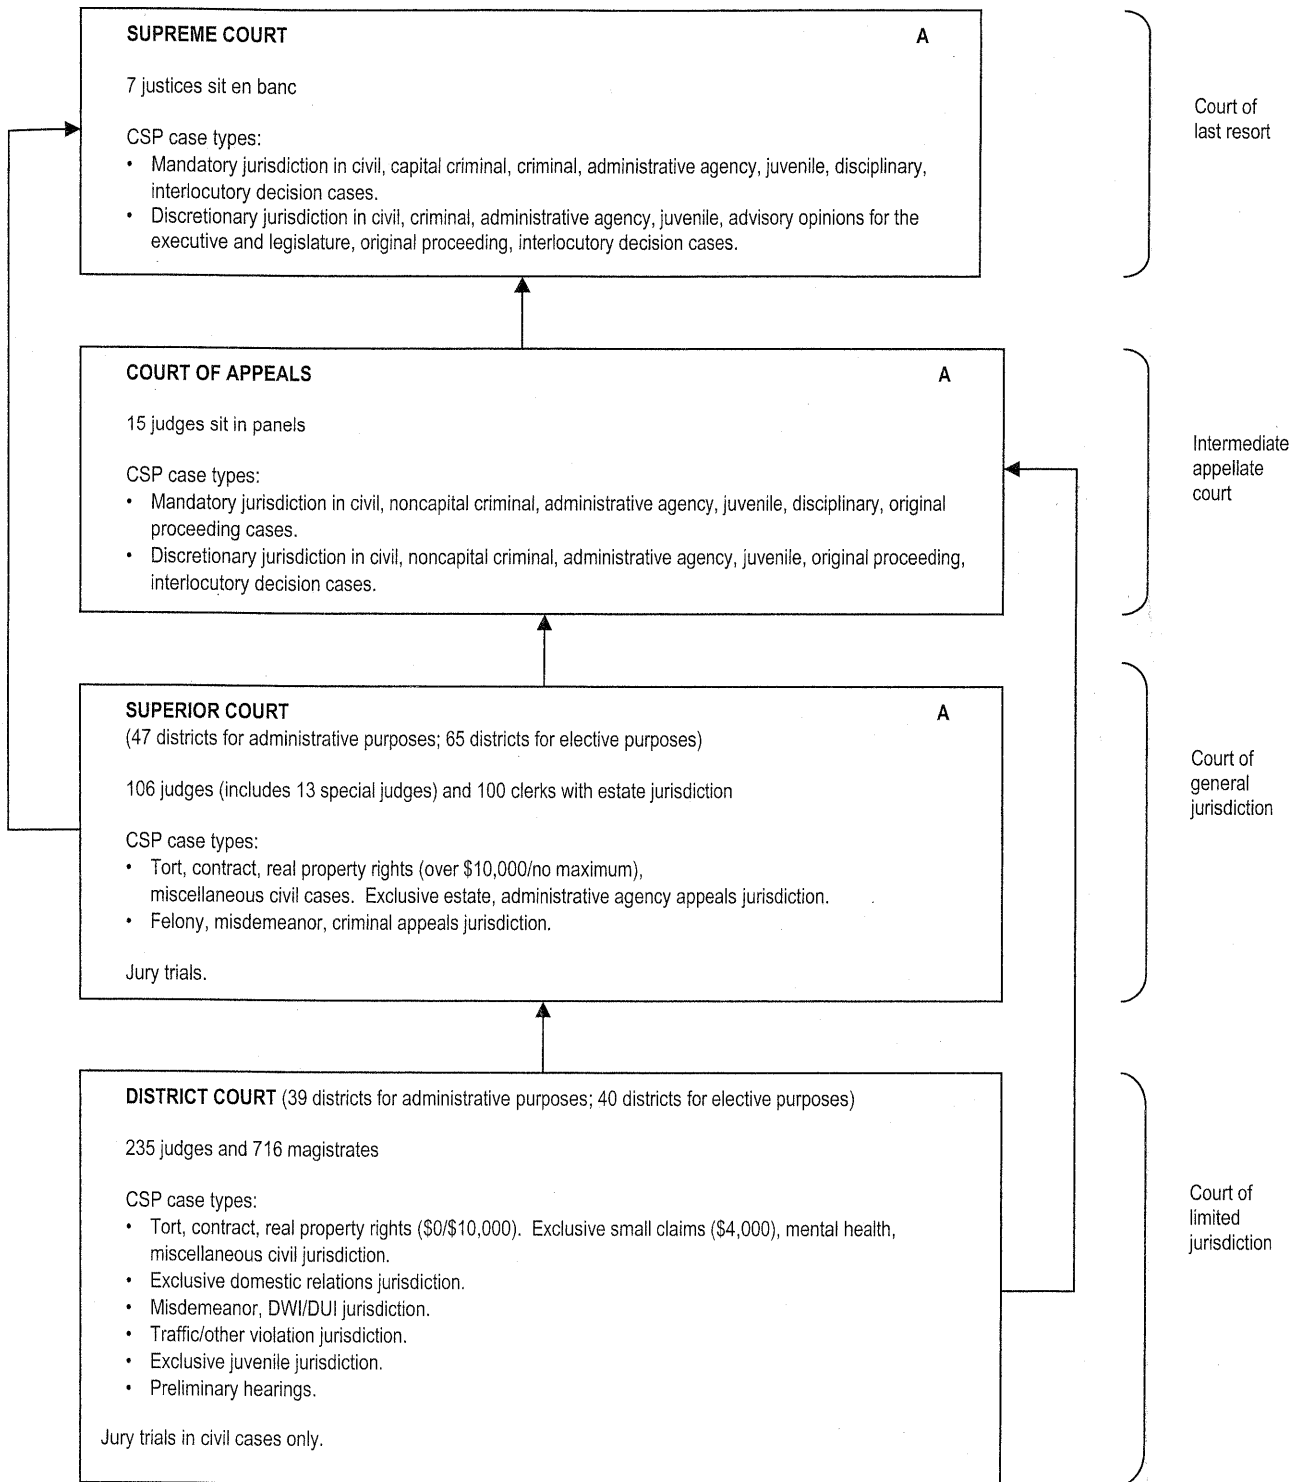 SUPREME COURT A
7 justices sit en banc
CSP case types:
• Mandatory jurisdiction in civil, capital criminal, criminal, administrative agency, juvenile, disciplinary,
interlocutory decision cases.
• Discretionary jurisdiction in civil, criminal, administrative agency, juvenile, advisory opinions for the
executive and legislature, original proceeding, interlocutory decision cases.
Court of
last resort
COURT OF APPEALS A
15 judges sit in panels
CSP case types:
• Mandatory jurisdiction in civil, noncapital criminal, administrative agency, juvenile, disciplinary, original
proceeding cases.
• Discretionary jurisdiction in civil, noncapital criminal, administrative agency, juvenile, original proceeding,
interlocutory decision cases.
Intermediate
appellate
court
SUPERIOR COURT A
(47 districts for administrative purposes; 65 districts for elective purposes)
106 judges (includes 13 special judges) and 100 clerks with estate jurisdiction
CSP case types:
• Tort, contract, real property rights (over $10,000/no maximum),
miscellaneous civil cases. Exclusive estate, administrative agency appeals jurisdiction.
• Felony, misdemeanor, criminal appeals jurisdiction.
Jury trials.
Court of
general
jurisdiction
DISTRICT COURT (39 districts for administrative purposes; 40 districts for elective purposes)
235 judges and 716 magistrates
CSP case types:
• Tort, contract, real property rights ($0/$10,000). Exclusive small claims ($4,000), mental health,
miscellaneous civil jurisdiction.
• Exclusive domestic relations jurisdiction.
• Misdemeanor, DWI/DUI jurisdiction.
• Traffic/other violation jurisdiction.
• Exclusive juvenile jurisdiction.
• Preliminary hearings.
Jury trials in civil cases only.
Court of
limited
jurisdiction